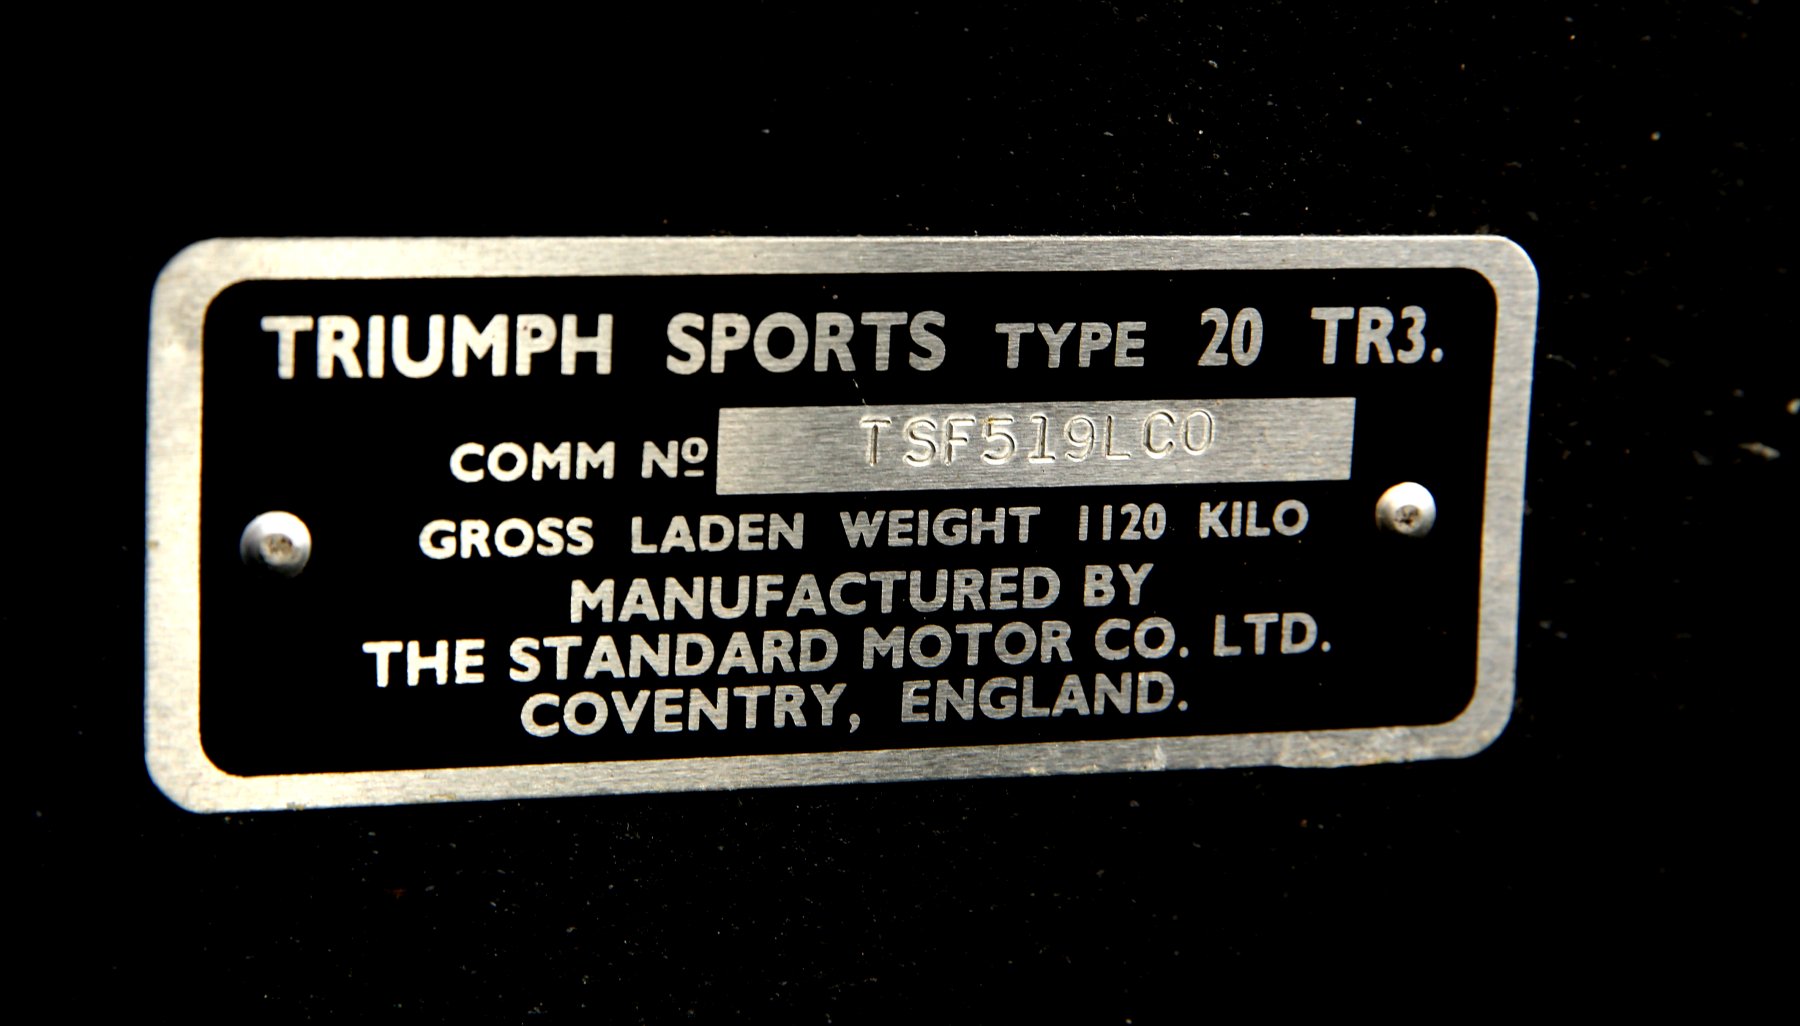 TRIUMPH SPORTS TYPE 20 TR3.
COMM Nº TSF519LCO
GROSS LADEN WEIGHT 1120 KILO
MANUFACTURED BY
THE STANDARD MOTOR CO. LTD.
COVENTRY, ENGLAND.